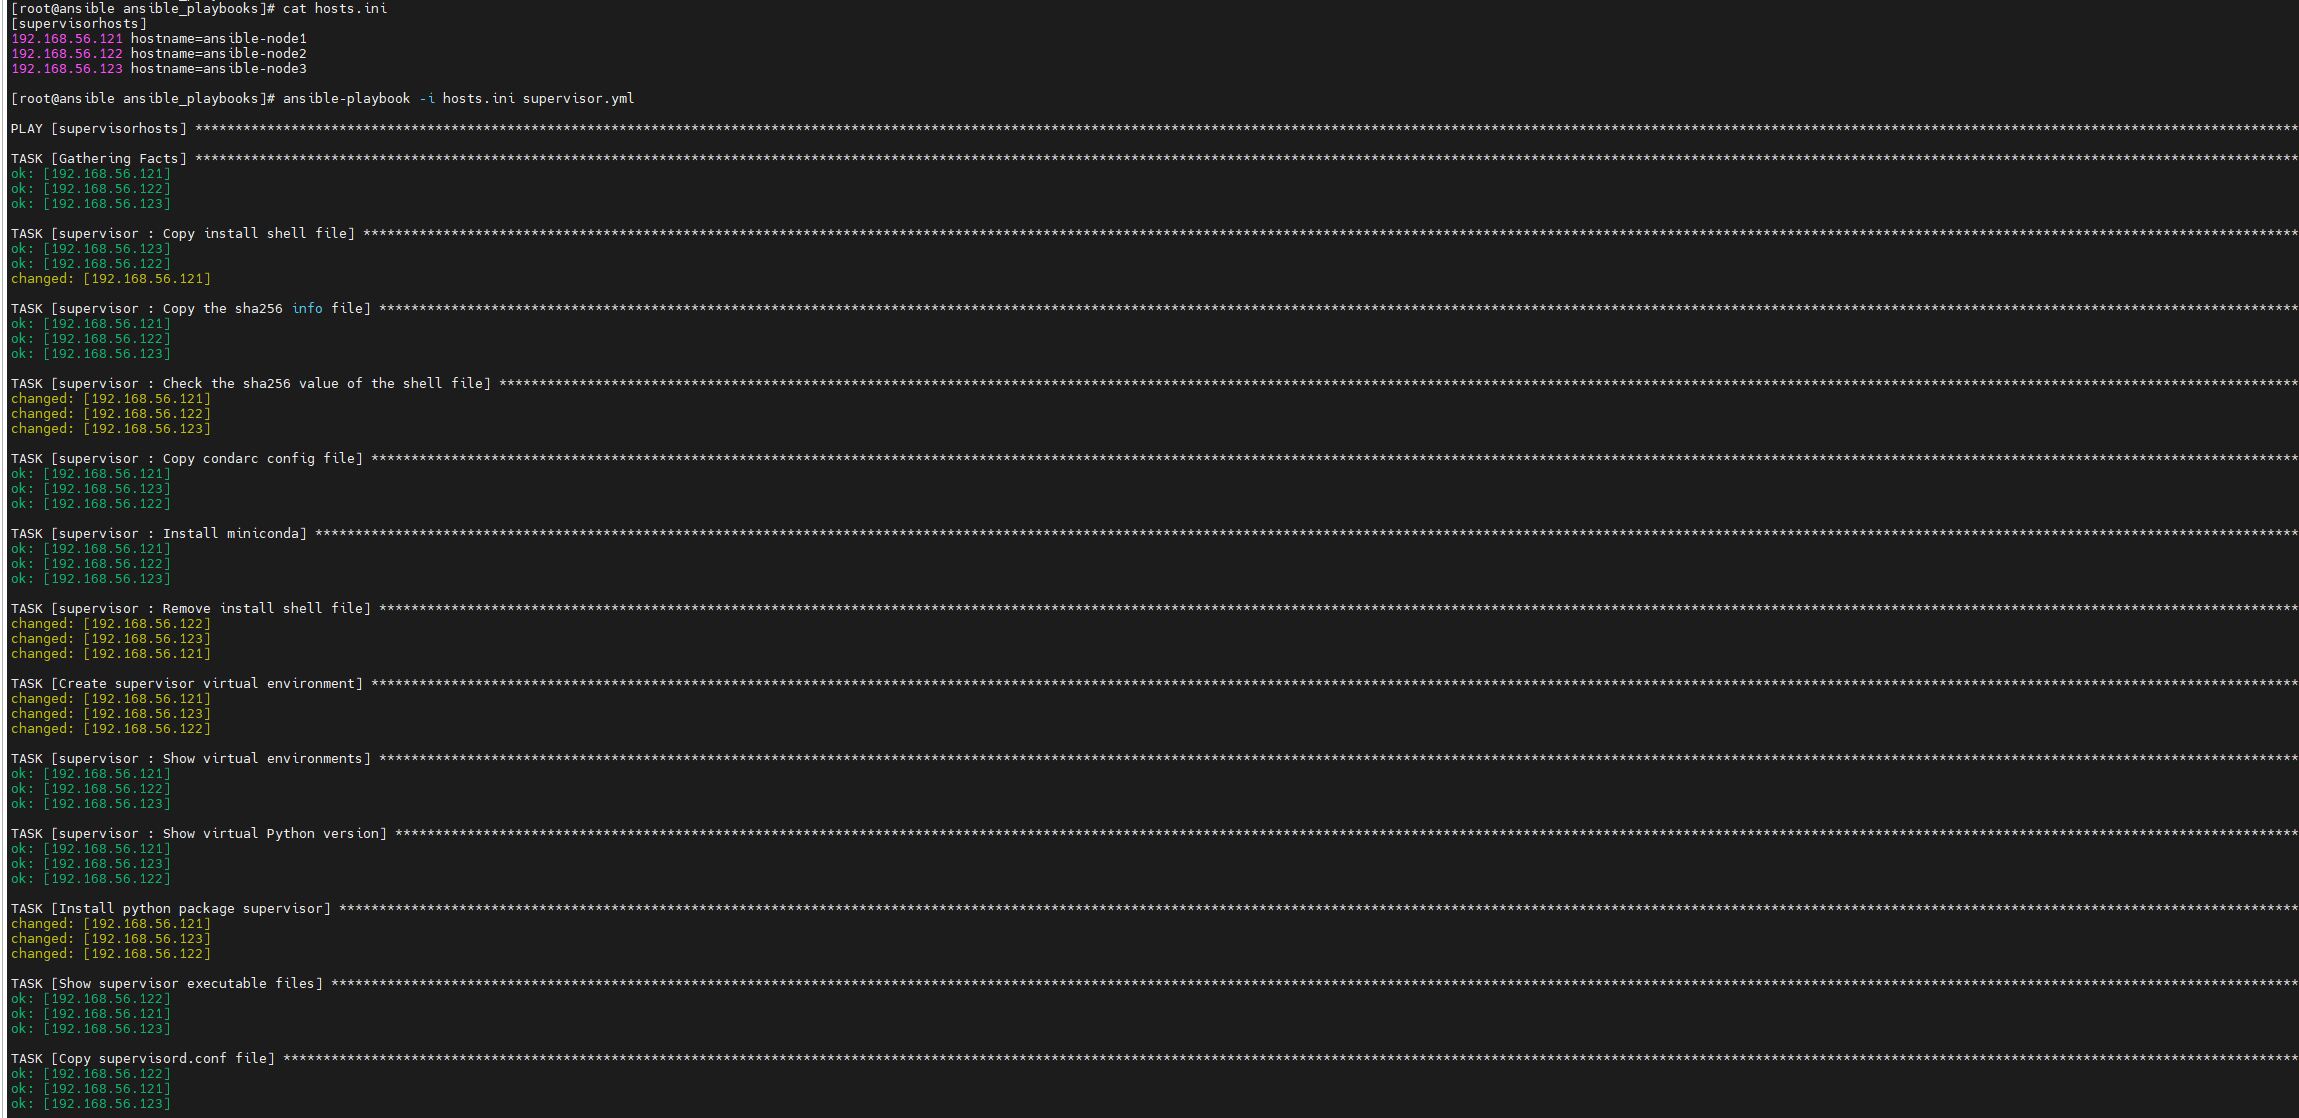 [root@ansible ansible_playbooks]# cat hosts.ini
[supervisorhosts]
192.168.56.121 hostname=ansible-node1
192.168.56.122 hostname=ansible-node2
192.168.56.123 hostname=ansible-node3
[root@ansible ansible_playbooks]# ansible-playbook -i hosts.ini supervisor.yml
PLAY [supervisorhosts] ****************************************
TASK [Gathering Facts] ****************************************
ok: [192.168.56.121]
ok: [192.168.56.122]
ok: [192.168.56.123]
TASK [supervisor : Copy install shell file] ****************************************
ok: [192.168.56.123]
ok: [192.168.56.122]
changed: [192.168.56.121]
TASK [supervisor : Copy the sha256 info file] ****************************************
ok: [192.168.56.121]
ok: [192.168.56.122]
ok: [192.168.56.123]
TASK [supervisor : Check the sha256 value of the shell file] ****************************************
changed: [192.168.56.121]
changed: [192.168.56.122]
changed: [192.168.56.123]
TASK [supervisor : Copy condarc config file] ****************************************
ok: [192.168.56.121]
ok: [192.168.56.123]
ok: [192.168.56.122]
TASK [supervisor : Install miniconda] ****************************************
ok: [192.168.56.121]
ok: [192.168.56.122]
ok: [192.168.56.123]
TASK [supervisor : Remove install shell file] ****************************************
changed: [192.168.56.122]
changed: [192.168.56.123]
changed: [192.168.56.121]
TASK [Create supervisor virtual environment] ****************************************
changed: [192.168.56.121]
changed: [192.168.56.123]
changed: [192.168.56.122]
TASK [supervisor : Show virtual environments] ****************************************
ok: [192.168.56.121]
ok: [192.168.56.122]
ok: [192.168.56.123]
TASK [supervisor : Show virtual Python version] ****************************************
ok: [192.168.56.121]
ok: [192.168.56.123]
ok: [192.168.56.122]
TASK [Install python package supervisor] ****************************************
changed: [192.168.56.121]
changed: [192.168.56.123]
changed: [192.168.56.122]
TASK [Show supervisor executable files] ****************************************
ok: [192.168.56.122]
ok: [192.168.56.121]
ok: [192.168.56.123]
TASK [Copy supervisord.conf file] ****************************************
ok: [192.168.56.122]
ok: [192.168.56.121]
ok: [192.168.56.123]